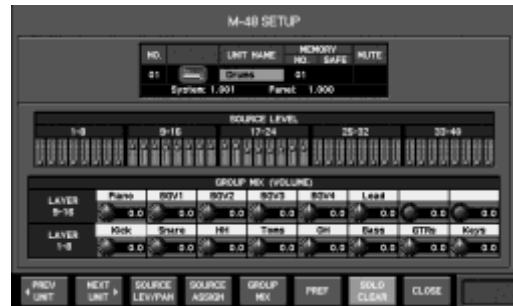 M-48 SETUP
NO. UNIT NAME MEMORY NO. SAFE MUTE
01 Drums 01
System: 1.001 Panel: 1.000
SOURCE LEVEL
1-8 9-16 17-24 25-32 33-40
GROUP MIX (VOLUME)
LAYER 9-16 Piano BGV1 BGV2 BGV3 BGV4 Lead
0.0 0.0 0.0 0.0 0.0 0.0 0.0 0.0
LAYER 1-8 Kick Snare HH Toms OH Bass GTRs Keys
0.0 0.0 0.0 0.0 0.0 0.0 0.0 0.0
PREV UNIT NEXT UNIT SOURCE LEV/PAN SOURCE ASSIGN GROUP MIX PREF SOLO CLEAR CLOSE